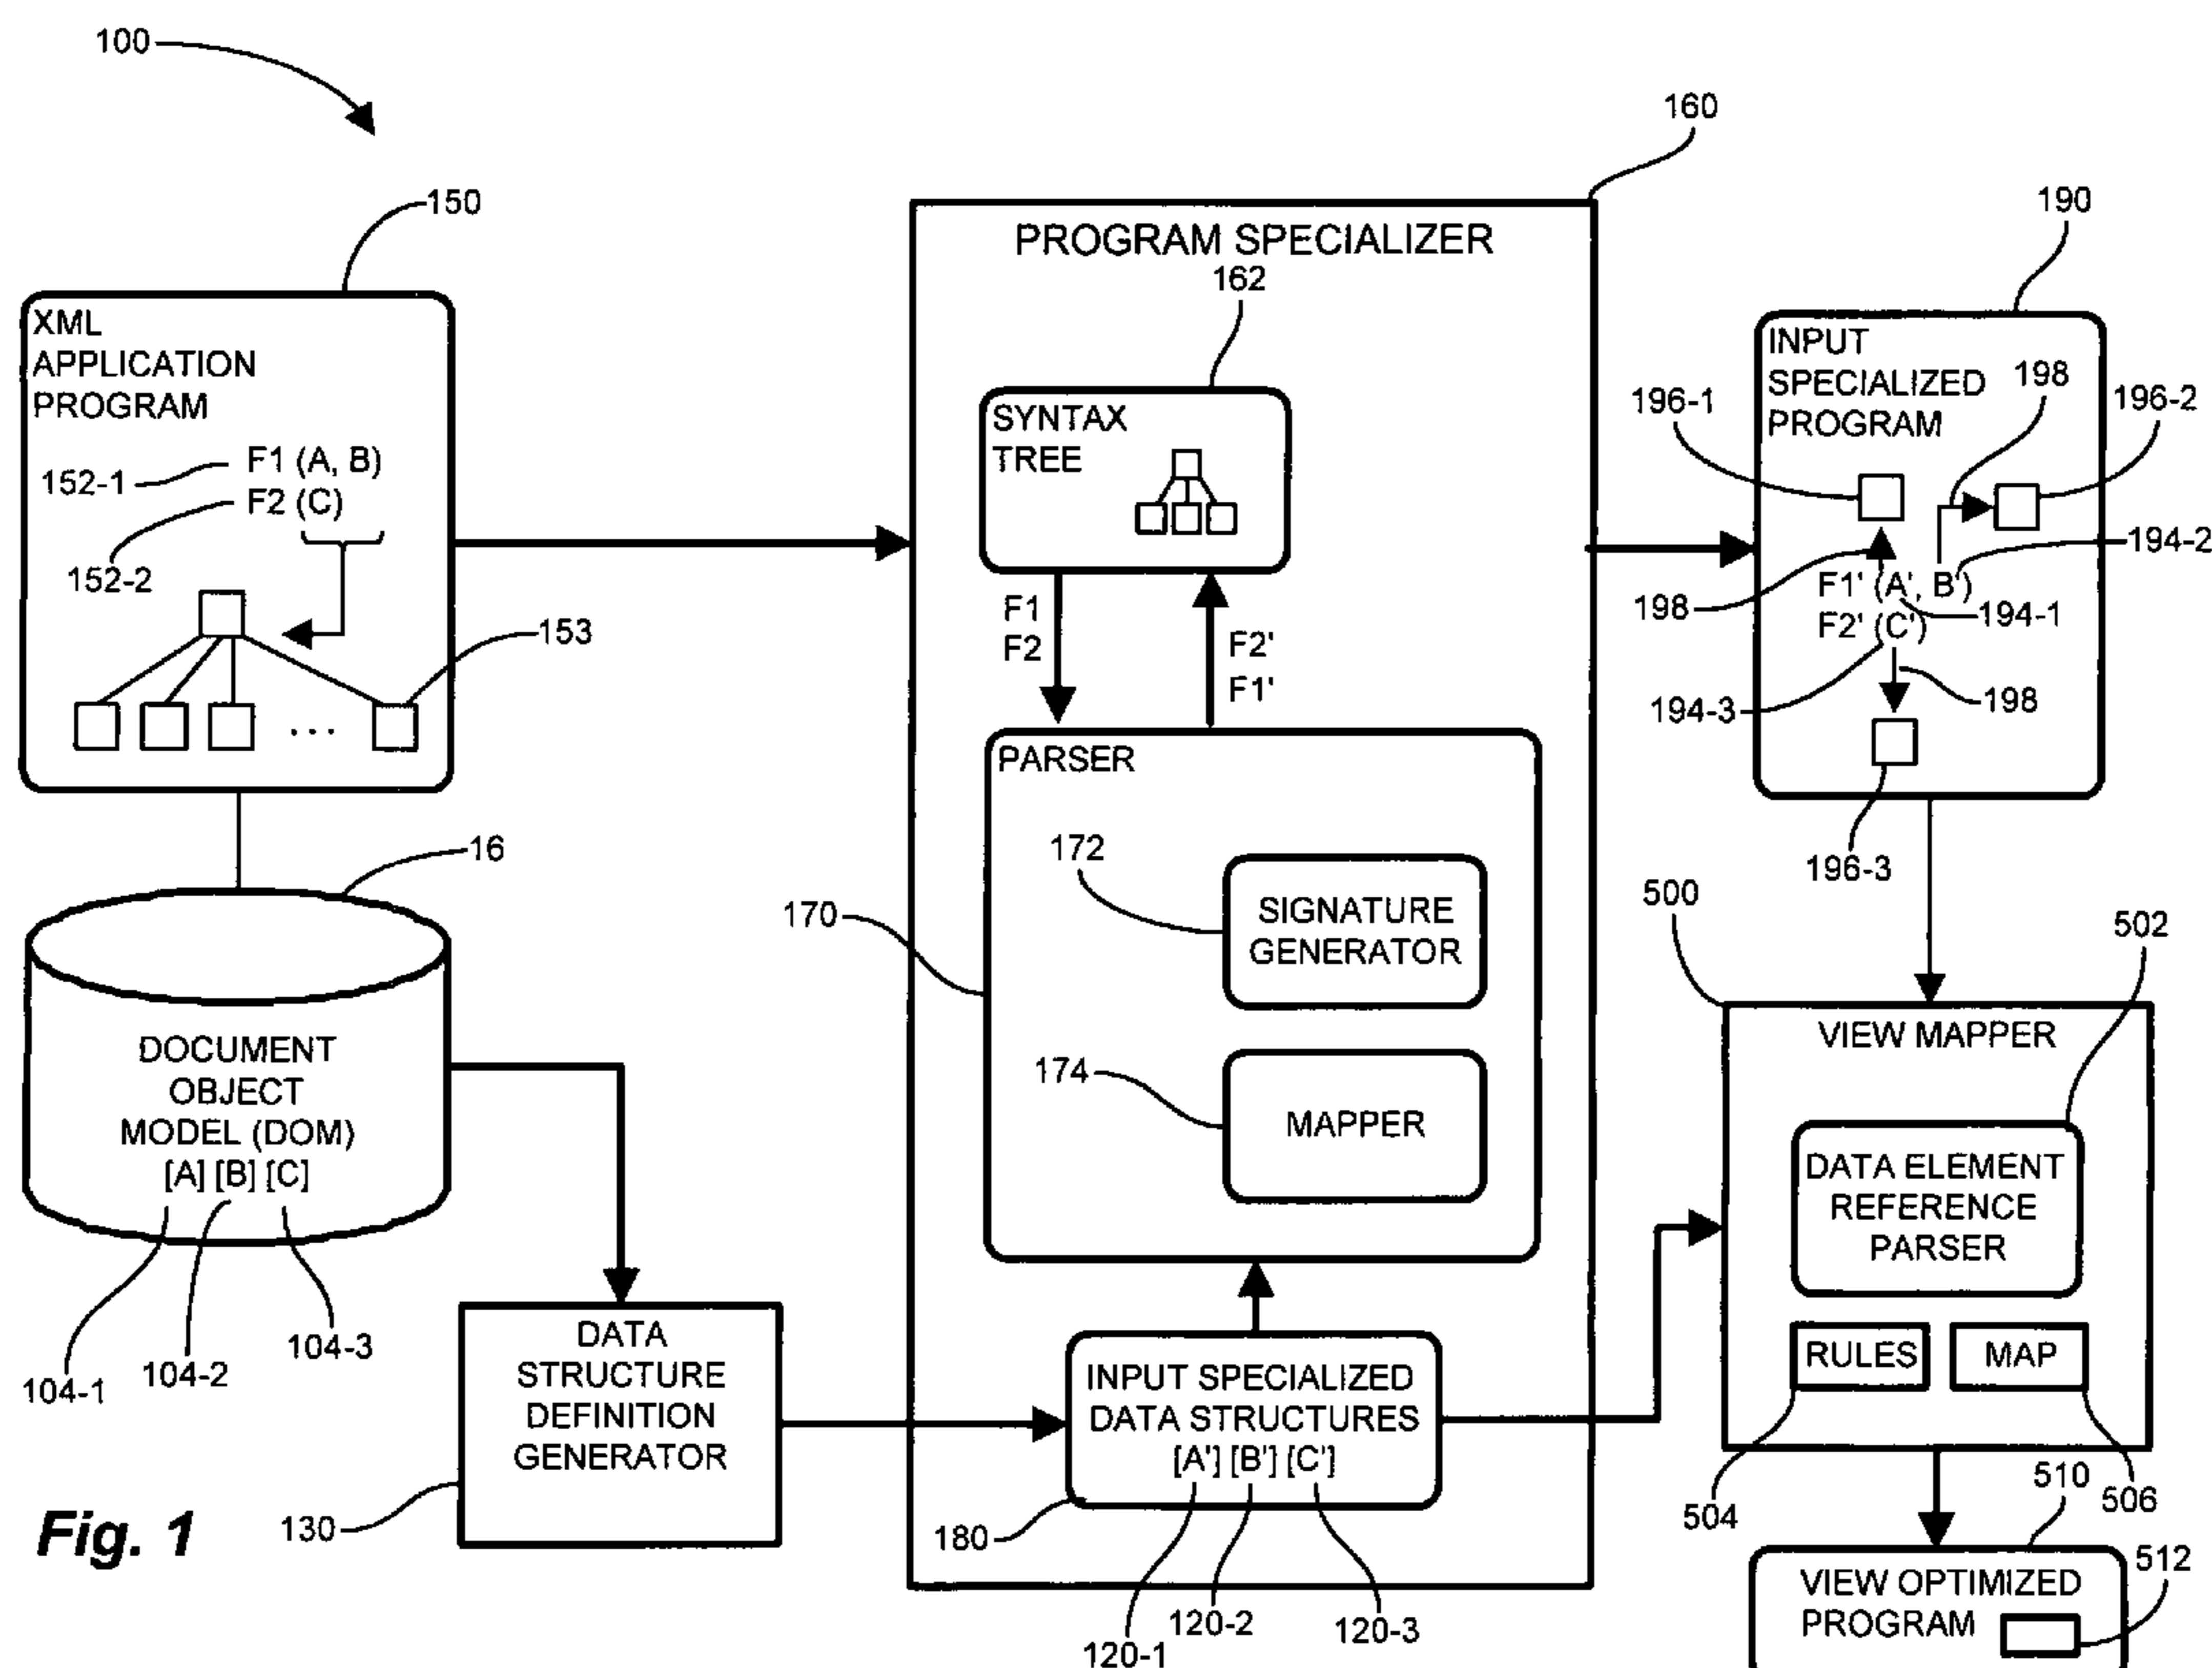 100
150
XML
APPLICATION
PROGRAM
152-1
F1 (A, B)
F2 (C)
152-2
153
16
DOCUMENT
OBJECT
MODEL (DOM)
[A] [B] [C]
104-1
104-2
104-3
DATA
STRUCTURE
DEFINITION
GENERATOR
130
Fig. 1
160
PROGRAM SPECIALIZER
162
SYNTAX
TREE
F1
F2
F2'
F1'
PARSER
170
172
SIGNATURE
GENERATOR
174
MAPPER
INPUT SPECIALIZED
DATA STRUCTURES
[A'] [B'] [C']
180
120-1
120-2
120-3
190
INPUT
SPECIALIZED
PROGRAM
198
196-1
196-2
194-2
F1' (A', B')
198
194-1
F2' (C')
194-3
198
196-3
500
502
VIEW MAPPER
DATA ELEMENT
REFERENCE
PARSER
RULES
MAP
504
506
510
512
VIEW OPTIMIZED
PROGRAM